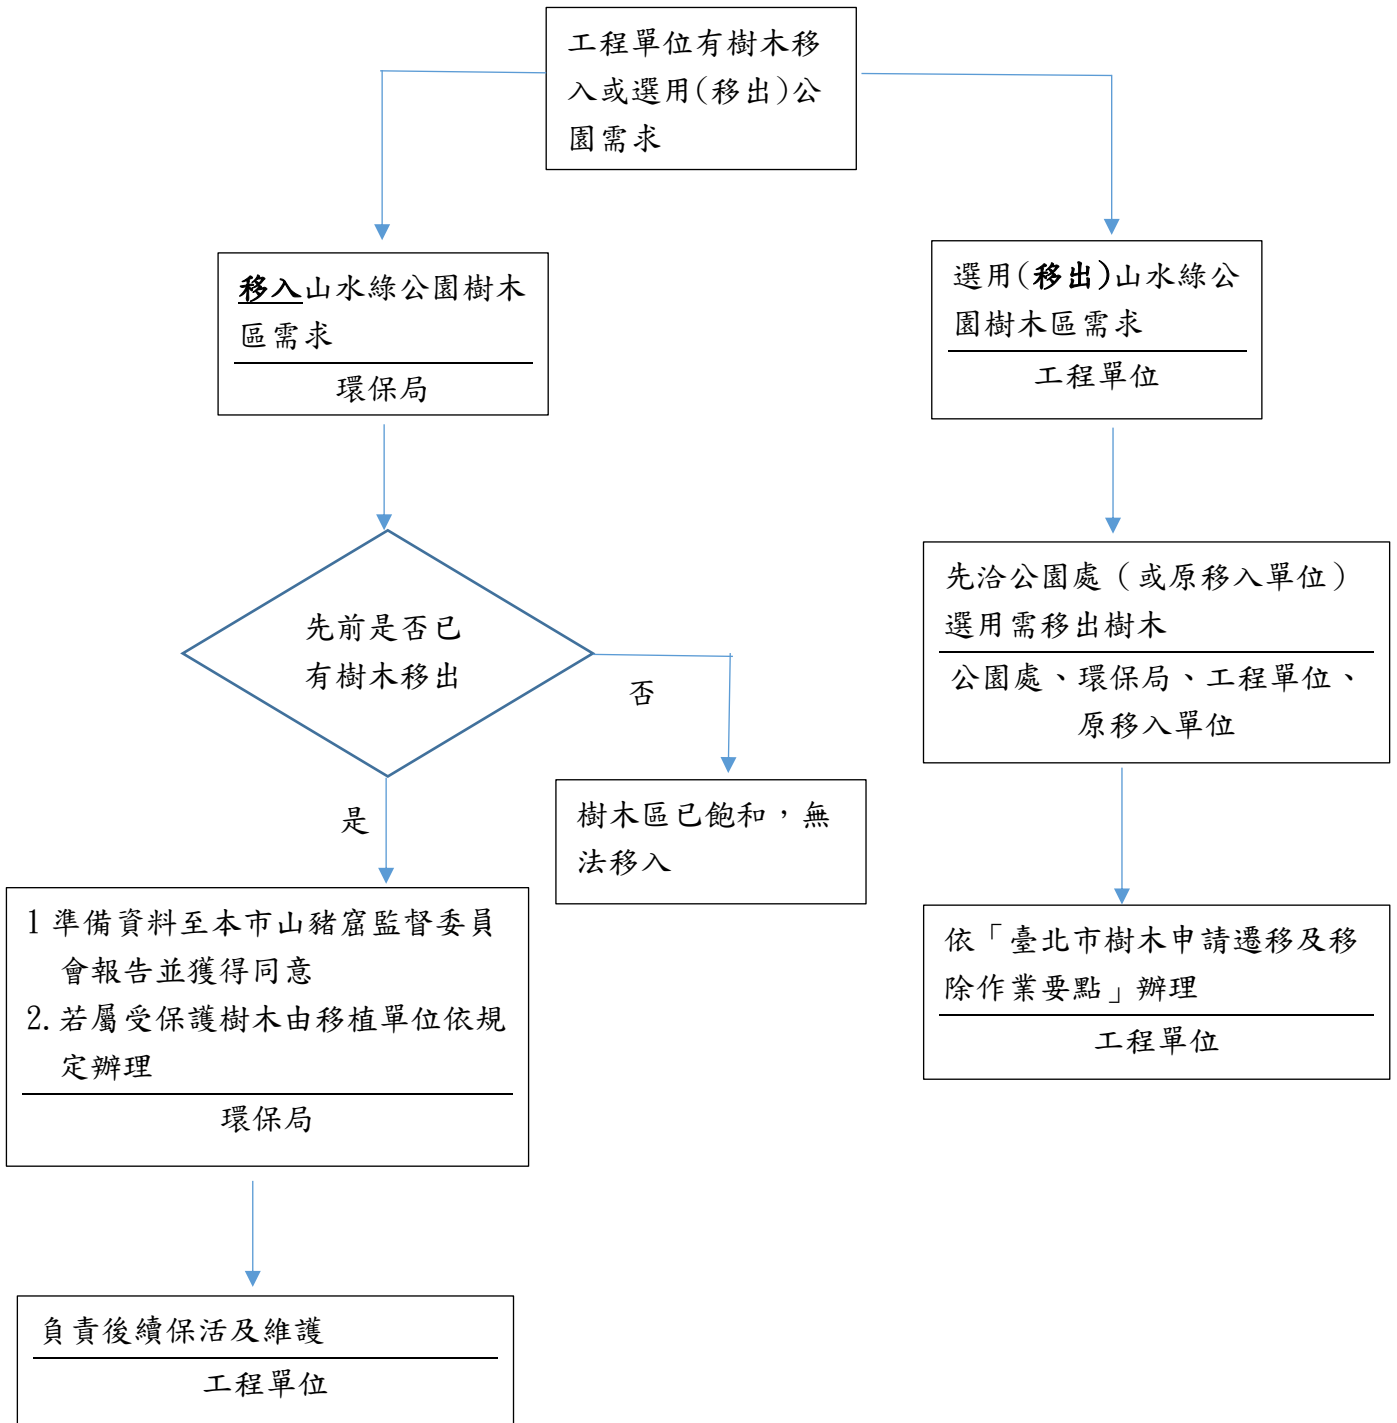 工程單位有樹木移
入或選用(移出)公
園需求
移入山水綠公園樹木
區需求
環保局
選用(移出)山水綠公
園樹木區需求
工程單位
先前是否已
有樹木移出
否
是
先洽公園處（或原移入單位）
選用需移出樹木
公園處、環保局、工程單位、
原移入單位
樹木區已飽和，無
法移入
1 準備資料至本市山豬窟監督委員
會報告並獲得同意
2.若屬受保護樹木由移植單位依規
定辦理
環保局
依「臺北市樹木申請遷移及移
除作業要點」辦理
工程單位
負責後續保活及維護
工程單位